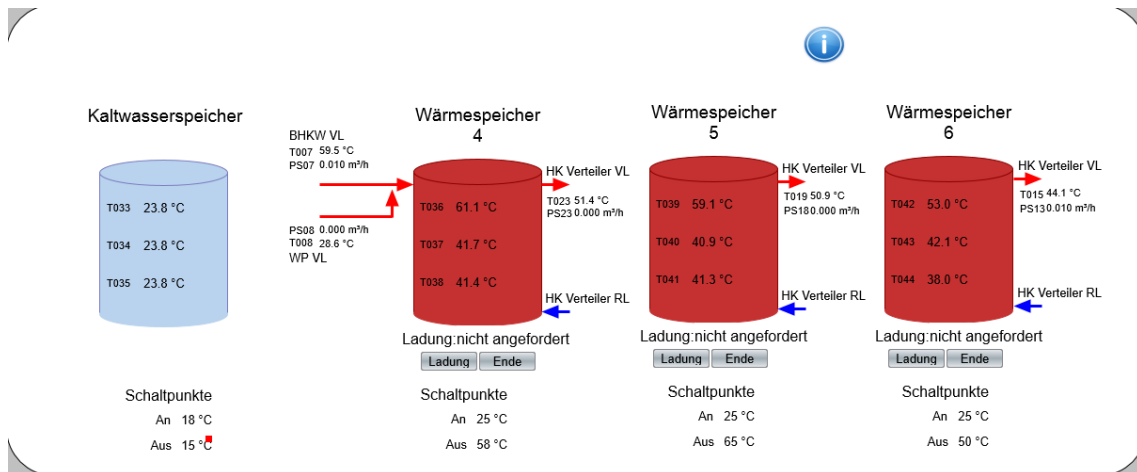 i
Kaltwasserspeicher
T033 23.8 °C
T034 23.8 °C
T035 23.8 °C
Schaltpunkte
An 18 °C
Aus 15 °C
BHKW VL
T007 59.5 °C
PS07 0.010 m³/h
PS08 0.000 m³/h
T008 28.6 °C
WP VL
Wärmespeicher
4
T036 61.1 °C
T037 41.7 °C
T038 41.4 °C
HK Verteiler VL
T023 51.4 °C
PS23 0.000 m³/h
HK Verteiler RL
Ladung:nicht angefordert
Ladung Ende
Schaltpunkte
An 25 °C
Aus 58 °C
Wärmespeicher
5
T039 59.1 °C
T040 40.9 °C
T041 41.3 °C
HK Verteiler VL
T019 50.9 °C
PS18 0.000 m³/h
HK Verteiler RL
Ladung:nicht angefordert
Ladung Ende
Schaltpunkte
An 25 °C
Aus 65 °C
Wärmespeicher
6
T042 53.0 °C
T043 42.1 °C
T044 38.0 °C
HK Verteiler VL
T015 44.1 °C
PS13 0.010 m³/h
HK Verteiler RL
Ladung:nicht angefordert
Ladung Ende
Schaltpunkte
An 25 °C
Aus 50 °C